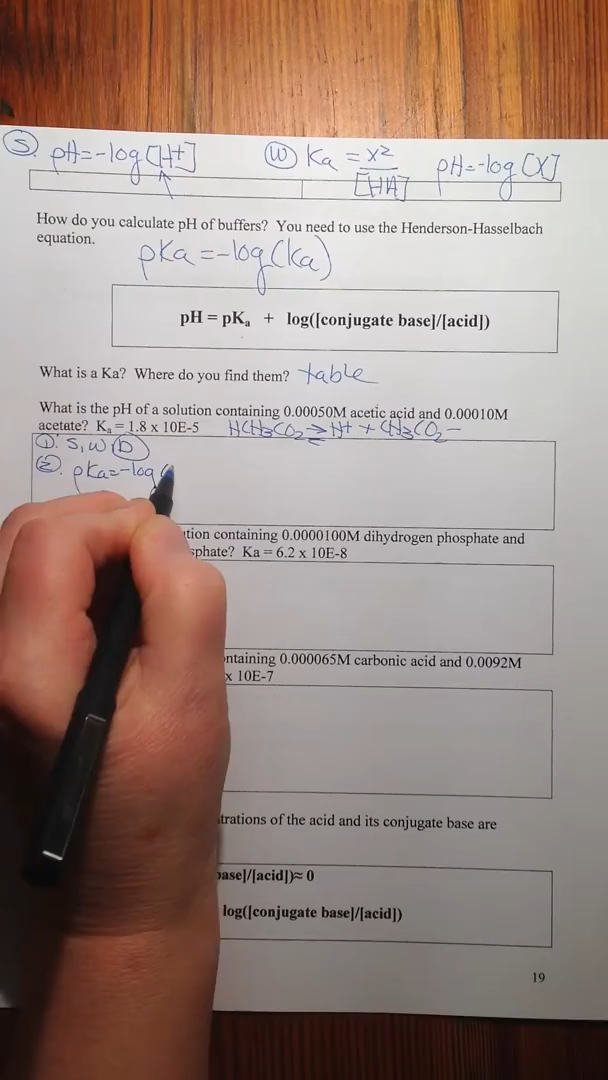 S. pH=-log[H+] W Ka = x²/[HA] pH=-log[x]
How do you calculate pH of buffers? You need to use the Henderson-Hasselbach
equation.
pKa =-log(Ka)
pH = pKₐ + log([conjugate base]/[acid])
What is a Ka? Where do you find them? table
What is the pH of a solution containing 0.00050M acetic acid and 0.00010M
acetate? Kₐ = 1.8 x 10E-5 HCH3CO2 ⇌ H+ + CH3CO2-
1. S, W, B
2. pKa=-log(
ution containing 0.0000100M dihydrogen phosphate and
sphate? Ka = 6.2 x 10E-8
ntaining 0.000065M carbonic acid and 0.0092M
x 10E-7
trations of the acid and its conjugate base are
base]/[acid])≈ 0
log([conjugate base]/[acid])
19